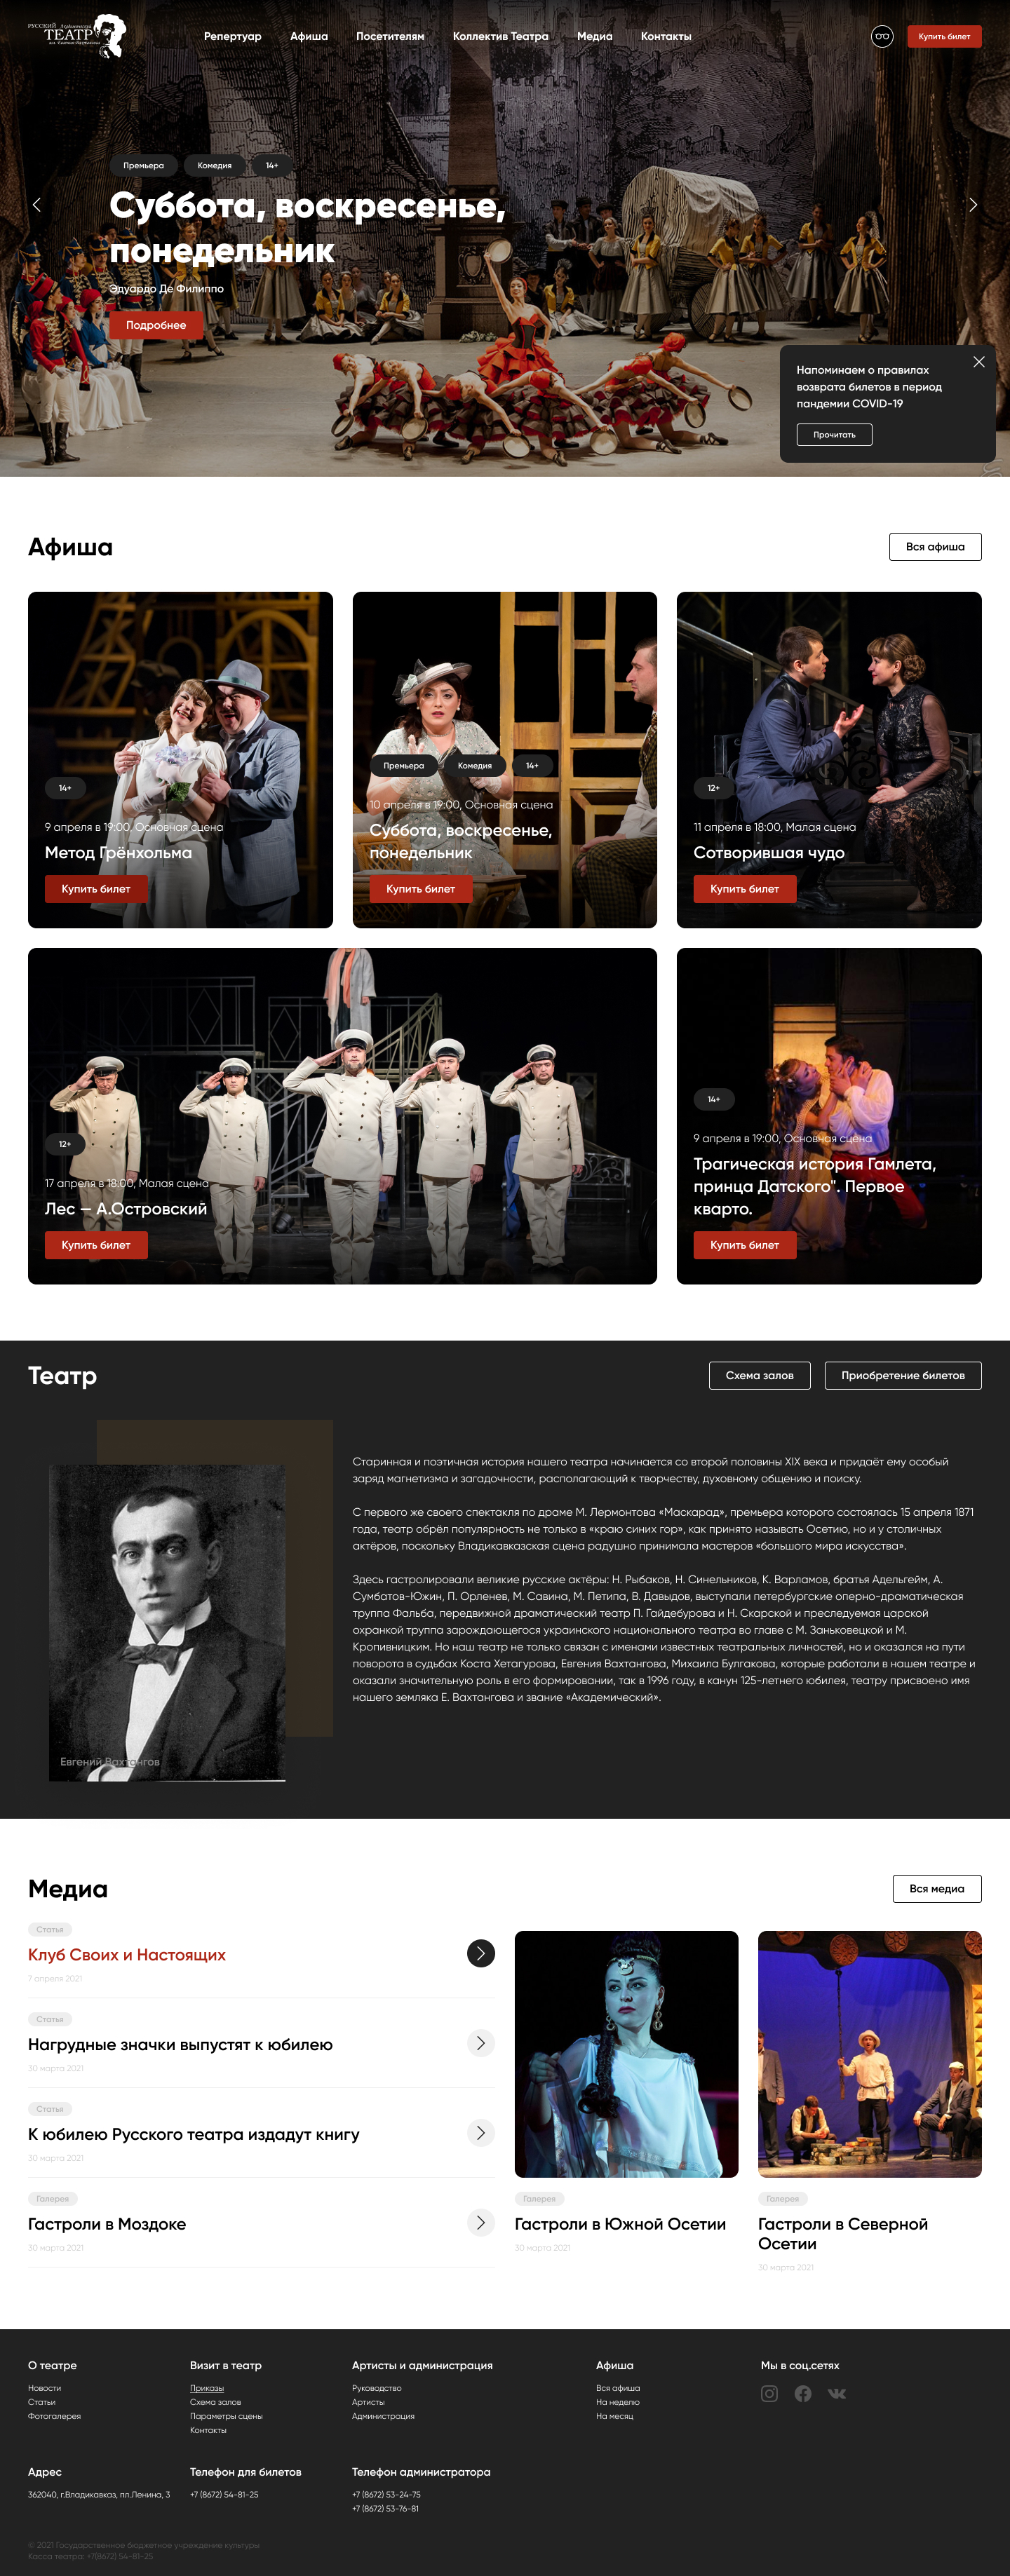 РУССКИЙ Академический
ТЕАТР
им. Евгения Вахтангова
Репертуар
Афиша
Посетителям
Коллектив Театра
Медиа
Контакты
Купить билет
Премьера
Комедия
14+
Суббота, воскресенье,
понедельник
Эдуардо Де Филиппо
Подробнее
Напоминаем о правилах
возврата билетов в период
пандемии COVID-19
Прочитать
Афиша
Вся афиша
14+
9 апреля в 19:00, Основная сцена
Метод Грёнхольма
Купить билет
Премьера
Комедия
14+
10 апреля в 19:00, Основная сцена
Суббота, воскресенье,
понедельник
Купить билет
12+
11 апреля в 18:00, Малая сцена
Сотворившая чудо
Купить билет
12+
17 апреля в 18:00, Малая сцена
Лес — А.Островский
Купить билет
14+
9 апреля в 19:00, Основная сцена
Трагическая история Гамлета,
принца Датского". Первое
кварто.
Купить билет
Театр
Схема залов
Приобретение билетов
Евгений Вахтангов
Старинная и поэтичная история нашего театра начинается со второй половины XIX века и придаёт ему особый
заряд магнетизма и загадочности, располагающий к творчеству, духовному общению и поиску.
С первого же своего спектакля по драме М. Лермонтова «Маскарад», премьера которого состоялась 15 апреля 1871
года, театр обрёл популярность не только в «краю синих гор», как принято называть Осетию, но и у столичных
актёров, поскольку Владикавказская сцена радушно принимала мастеров «большого мира искусства».
Здесь гастролировали великие русские актёры: Н. Рыбаков, Н. Синельников, К. Варламов, братья Адельгейм, А.
Сумбатов-Южин, П. Орленев, М. Савина, М. Петипа, В. Давыдов, выступали петербургские оперно-драматическая
труппа Фальба, передвижной драматический театр П. Гайдебурова и Н. Скарской и преследуемая царской
охранкой труппа зарождающегося украинского национального театра во главе с М. Заньковецкой и М.
Кропивницким. Но наш театр не только связан с именами известных театральных личностей, но и оказался на пути
поворота в судьбах Коста Хетагурова, Евгения Вахтангова, Михаила Булгакова, которые работали в нашем театре и
оказали значительную роль в его формировании, так в 1996 году, в канун 125-летнего юбилея, театру присвоено имя
нашего земляка Е. Вахтангова и звание «Академический».
Медиа
Вся медиа
Статья
Клуб Своих и Настоящих
7 апреля 2021
Статья
Нагрудные значки выпустят к юбилею
30 марта 2021
Статья
К юбилею Русского театра издадут книгу
30 марта 2021
Галерея
Гастроли в Моздоке
30 марта 2021
Галерея
Гастроли в Южной Осетии
30 марта 2021
Галерея
Гастроли в Северной
Осетии
30 марта 2021
О театре
Новости
Статьи
Фотогалерея
Визит в театр
Приказы
Схема залов
Параметры сцены
Контакты
Артисты и администрация
Руководство
Артисты
Администрация
Афиша
Вся афиша
На неделю
На месяц
Мы в соц.сетях
Адрес
362040, г.Владикавказ, пл.Ленина, 3
Телефон для билетов
+7 (8672) 54-81-25
Телефон администратора
+7 (8672) 53-24-75
+7 (8672) 53-76-81
© 2021 Государственное бюджетное учреждение культуры
Касса театра: +7(8672) 54-81-25